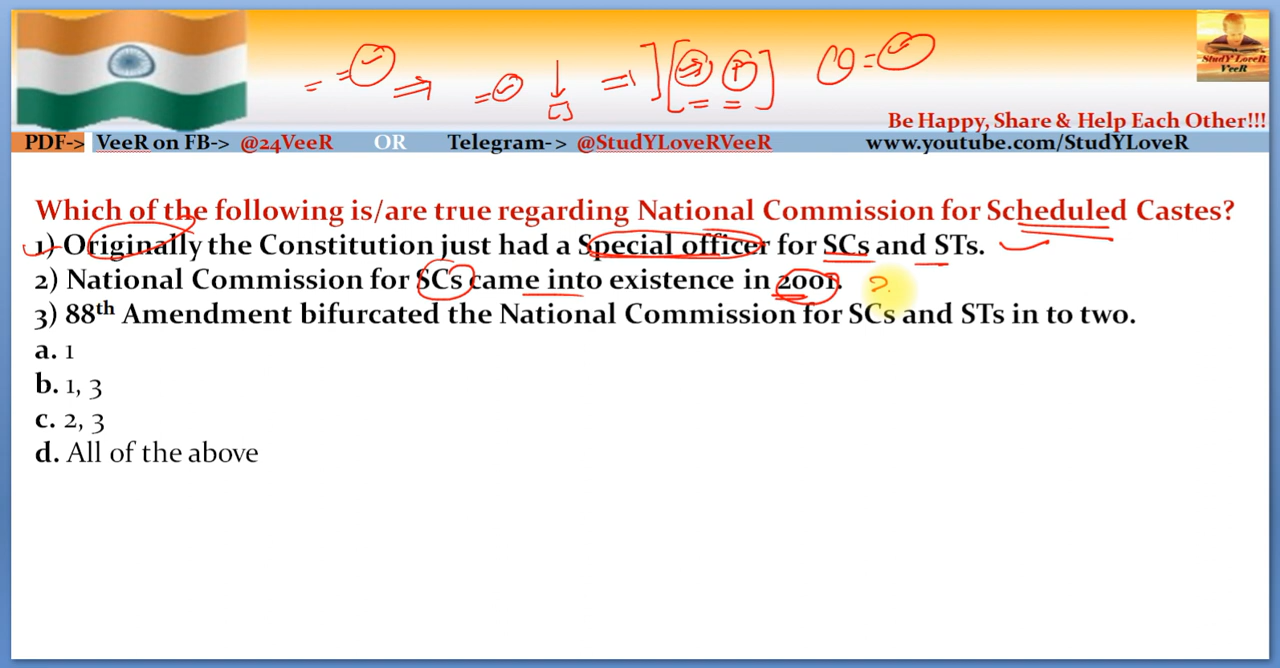 StudY LoveR
VeeR
Be Happy, Share & Help Each Other!!!
PDF-> VeeR on FB-> @24VeeR OR Telegram-> @StudYLoveRVeeR www.youtube.com/StudYLoveR
Which of the following is/are true regarding National Commission for Scheduled Castes?
1) Originally the Constitution just had a Special officer for SCs and STs.
2) National Commission for SCs came into existence in 2001. ?
3) 88th Amendment bifurcated the National Commission for SCs and STs in to two.
a. 1
b. 1, 3
c. 2, 3
d. All of the above